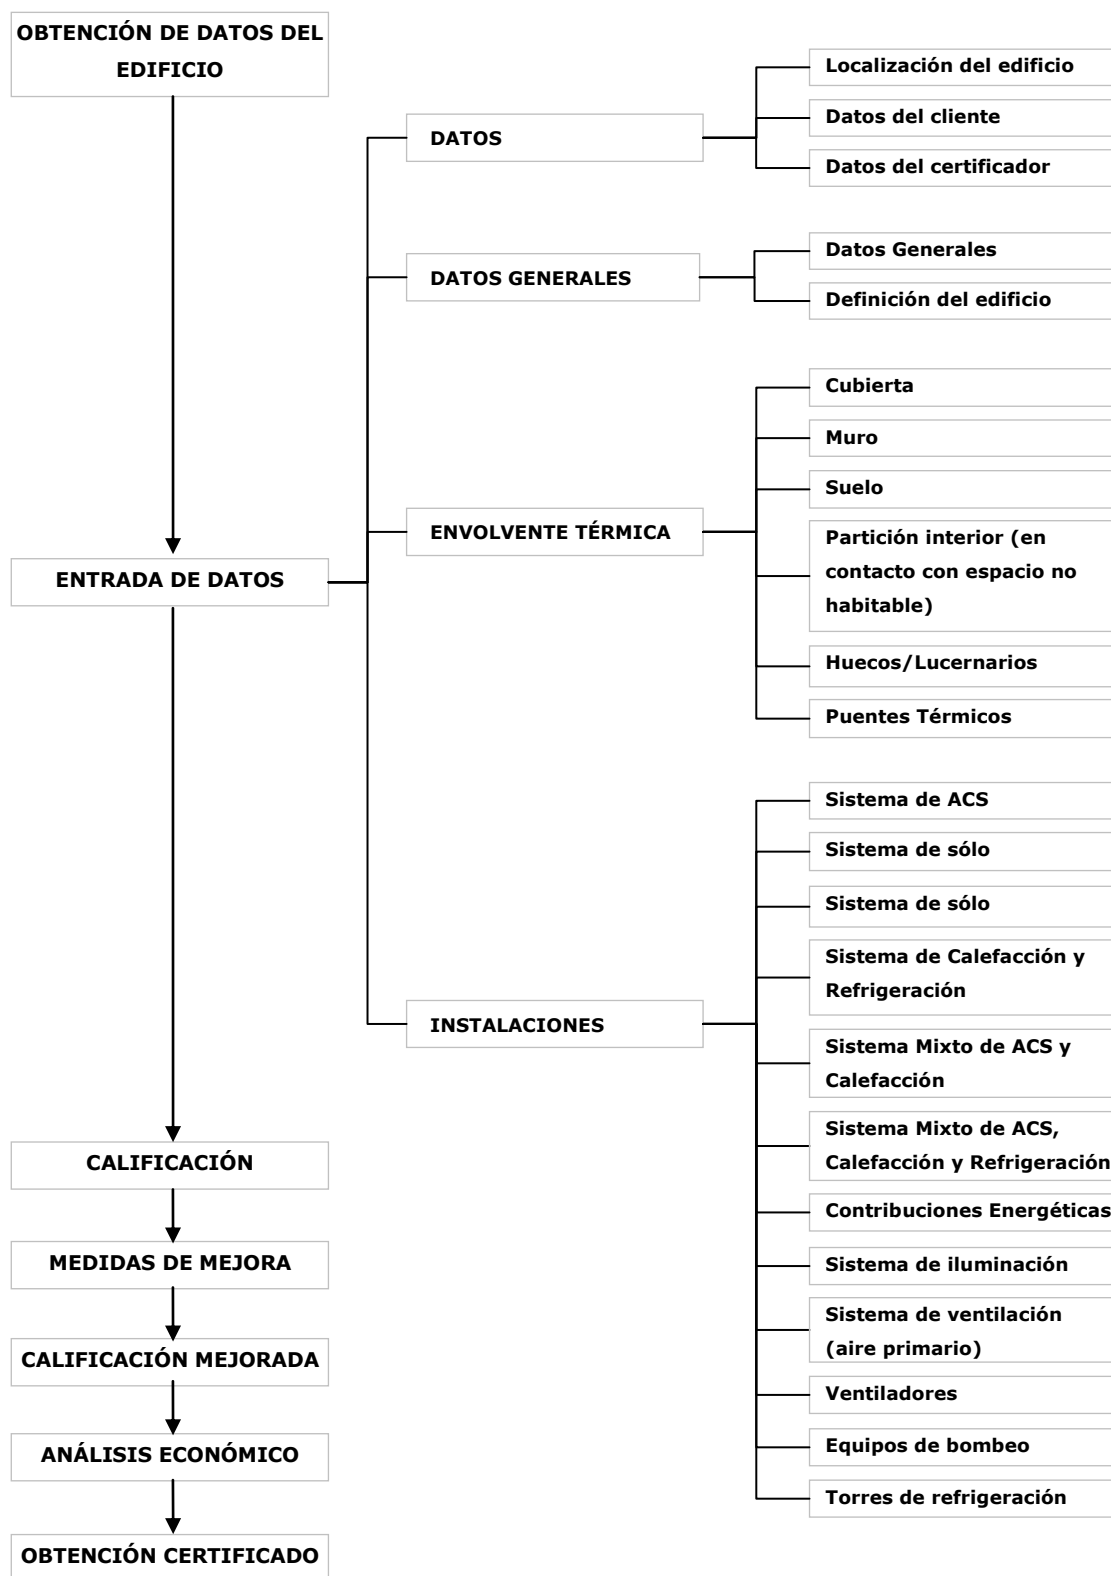 OBTENCIÓN DE DATOS DEL
EDIFICIO
ENTRADA DE DATOS
CALIFICACIÓN
MEDIDAS DE MEJORA
CALIFICACIÓN MEJORADA
ANÁLISIS ECONÓMICO
OBTENCIÓN CERTIFICADO
DATOS
Localización del edificio
Datos del cliente
Datos del certificador
DATOS GENERALES
Datos Generales
Definición del edificio
ENVOLVENTE TÉRMICA
Cubierta
Muro
Suelo
Partición interior (en
contacto con espacio no
habitable)
Huecos/Lucernarios
Puentes Térmicos
INSTALACIONES
Sistema de ACS
Sistema de sólo
Sistema de sólo
Sistema de Calefacción y
Refrigeración
Sistema Mixto de ACS y
Calefacción
Sistema Mixto de ACS,
Calefacción y Refrigeración
Contribuciones Energéticas
Sistema de iluminación
Sistema de ventilación
(aire primario)
Ventiladores
Equipos de bombeo
Torres de refrigeración